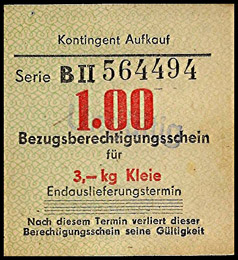 Kontingent Aufkauf
Serie B II 564494
1.00
Bezugsberechtigungsschein
für
3,— kg Kleie
Endauslieferungstermin
Nach diesem Termin verliert dieser
Berechtigungsschein seine Gültigkeit